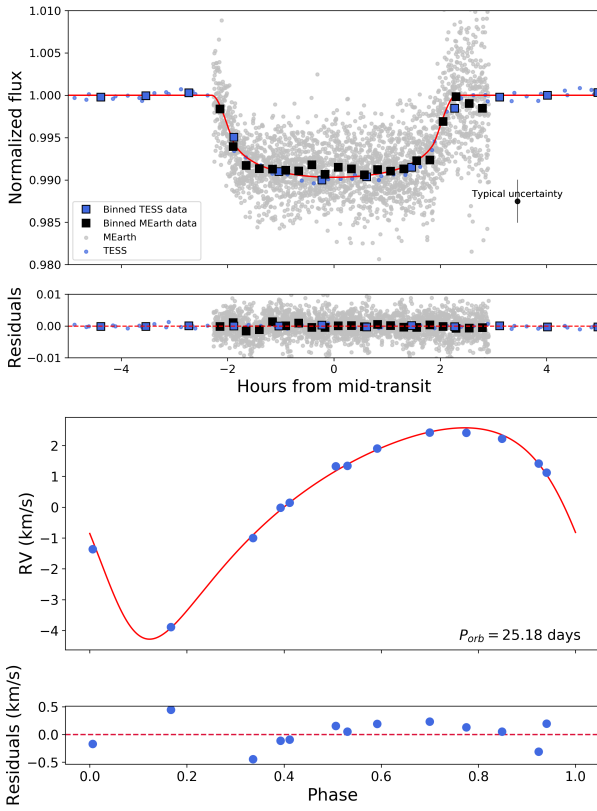 1.010
1.005
1.000
0.995
0.990
0.985
0.980
Normalized flux
Typical uncertainty
Binned TESS data
Binned MEarth data
MEarth
TESS
0.01
0.00
−0.01
Residuals
−4
−2
0
2
4
Hours from mid-transit
2
1
0
−1
−2
−3
−4
RV (km/s)
P_orb = 25.18 days
0.5
0.0
−0.5
Residuals (km/s)
0.0
0.2
0.4
0.6
0.8
1.0
Phase